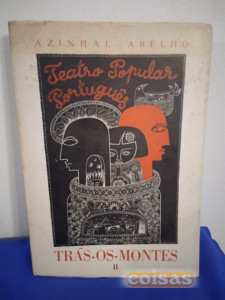 AZINHAL ABELHO
Teatro Popular
Português
TRÁS-OS-MONTES
II
coisas